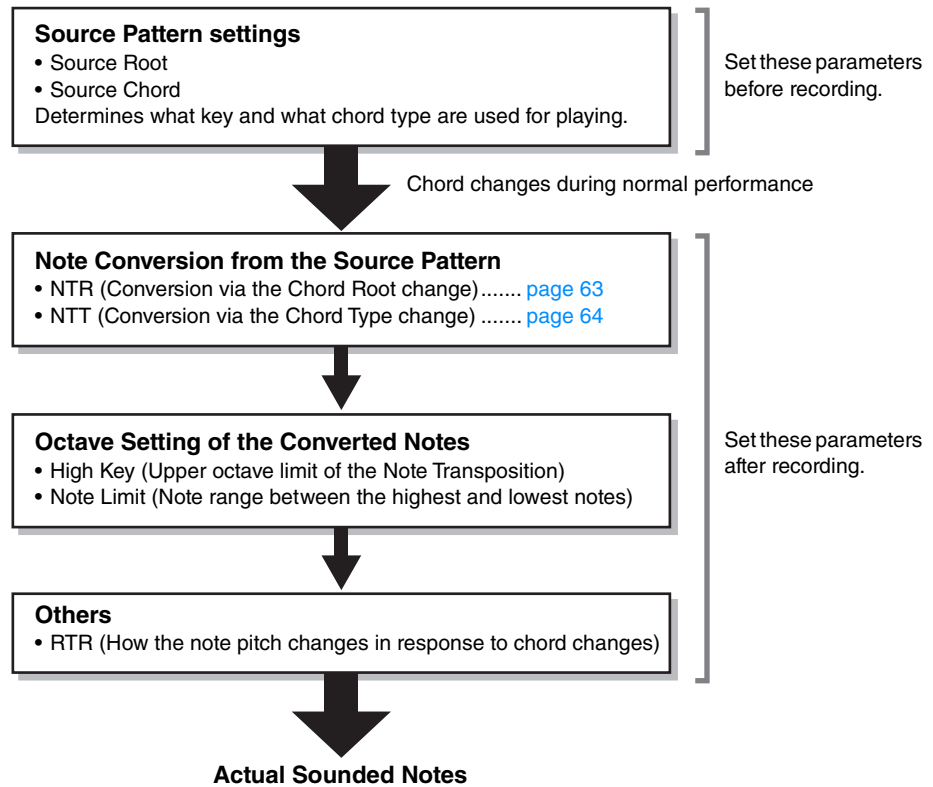 Source Pattern settings
• Source Root
• Source Chord
Determines what key and what chord type are used for playing.
Set these parameters
before recording.
Chord changes during normal performance
Note Conversion from the Source Pattern
• NTR (Conversion via the Chord Root change)....... page 63
• NTT (Conversion via the Chord Type change) ....... page 64
Octave Setting of the Converted Notes
• High Key (Upper octave limit of the Note Transposition)
• Note Limit (Note range between the highest and lowest notes)
Set these parameters
after recording.
Others
• RTR (How the note pitch changes in response to chord changes)
Actual Sounded Notes